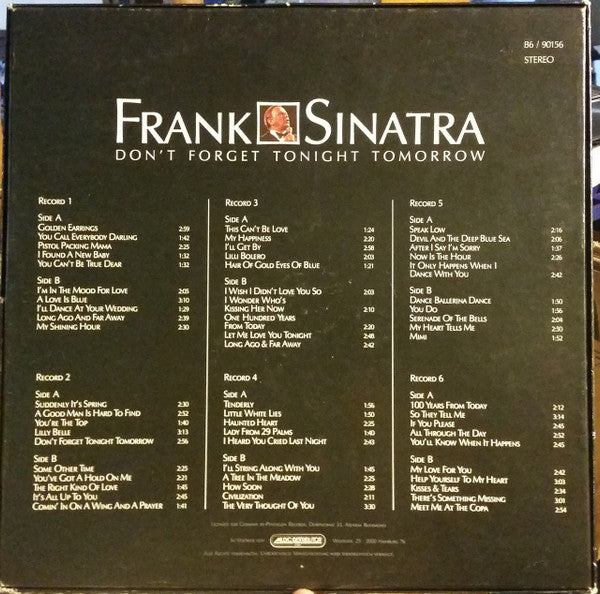 B6 / 90156
STEREO
FRANK SINATRA
DON'T FORGET TONIGHT TOMORROW
RECORD 1
SIDE A
GOLDEN EARRINGS 2:59
YOU CALL EVERYBODY DARLING 1:42
PISTOL PACKING MAMA 2:25
I FOUND A NEW BABY 1:32
YOU CAN'T BE TRUE DEAR 1:32
SIDE B
I'M IN THE MOOD FOR LOVE 2:05
A LOVE IS BLUE 3:10
I'LL DANCE AT YOUR WEDDING 1:29
LONG AGO AND FAR AWAY 2:39
MY SHINING HOUR 2:30
RECORD 2
SIDE A
SUDDENLY IT'S SPRING 2:30
A GOOD MAN IS HARD TO FIND 2:52
YOU'RE THE TOP 1:40
LILLY BELLE 3:13
DON'T FORGET TONIGHT TOMORROW 2:56
SIDE B
SOME OTHER TIME 2:25
YOU'VE GOT A HOLD ON ME 2:21
THE RIGHT KIND OF LOVE 2:45
IT'S ALL UP TO YOU 2:45
COMIN' IN ON A WING AND A PRAYER 1:41
RECORD 3
SIDE A
THIS CAN'T BE LOVE 1:24
MY HAPPINESS 2:20
I'LL GET BY 2:58
LILLI BOLERO 2:03
HAIR OF GOLD EYES OF BLUE 1:21
SIDE B
I WISH I DIDN'T LOVE YOU SO 2:03
I WONDER WHO'S
KISSING HER NOW 2:10
ONE HUNDRED YEARS
FROM TODAY 2:20
LET ME LOVE YOU TONIGHT 2:48
LONG AGO & FAR AWAY 2:42
RECORD 4
SIDE A
TENDERLY 1:56
LITTLE WHITE LIES 1:50
HAUNTED HEART 2:25
LADY FROM 29 PALMS 1:40
I HEARD YOU CRIED LAST NIGHT 2:43
SIDE B
I'LL STRING ALONG WITH YOU 1:45
A TREE IN THE MEADOW 2:25
HOW SOON 2:28
CIVILIZATION 2:11
THE VERY THOUGHT OF YOU 3:30
RECORD 5
SIDE A
SPEAK LOW 2:16
DEVIL AND THE DEEP BLUE SEA 2:05
AFTER I SAY I'M SORRY 1:37
NOW IS THE HOUR 2:26
IT ONLY HAPPENS WHEN I
DANCE WITH YOU 2:42
SIDE B
DANCE BALLERINA DANCE 1:50
YOU DO 1:56
SERENADE OF THE BELLS 2:04
MY HEART TELLS ME 2:30
MIMI 1:52
RECORD 6
SIDE A
100 YEARS FROM TODAY 2:12
SO THEY TELL ME 3:14
IF YOU PLEASE 2:45
ALL THROUGH THE DAY 2:52
YOU'LL KNOW WHEN IT HAPPENS 2:45
SIDE B
MY LOVE FOR YOU 2:42
HELP YOURSELF TO MY HEART 3:03
KISSES & TEARS 2:34
THERE'S SOMETHING MISSING 3:01
MEET ME AT THE COPA 2:54